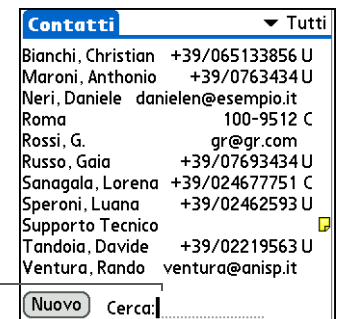 Contatti ▼ Tutti
Bianchi, Christian +39/065133856 U
Maroni, Anthonio +39/0763434 U
Neri, Daniele danielen@esempio.it
Roma 100-9512 C
Rossi, G. gr@gr.com
Russo, Gaia +39/07693434 U
Sanagala, Lorena +39/024677751 C
Speroni, Luana +39/02462593 U
Supporto Tecnico
Tandoia, Davide +39/02219563 U
Ventura, Rando ventura@anisp.it
Nuovo Cerca: